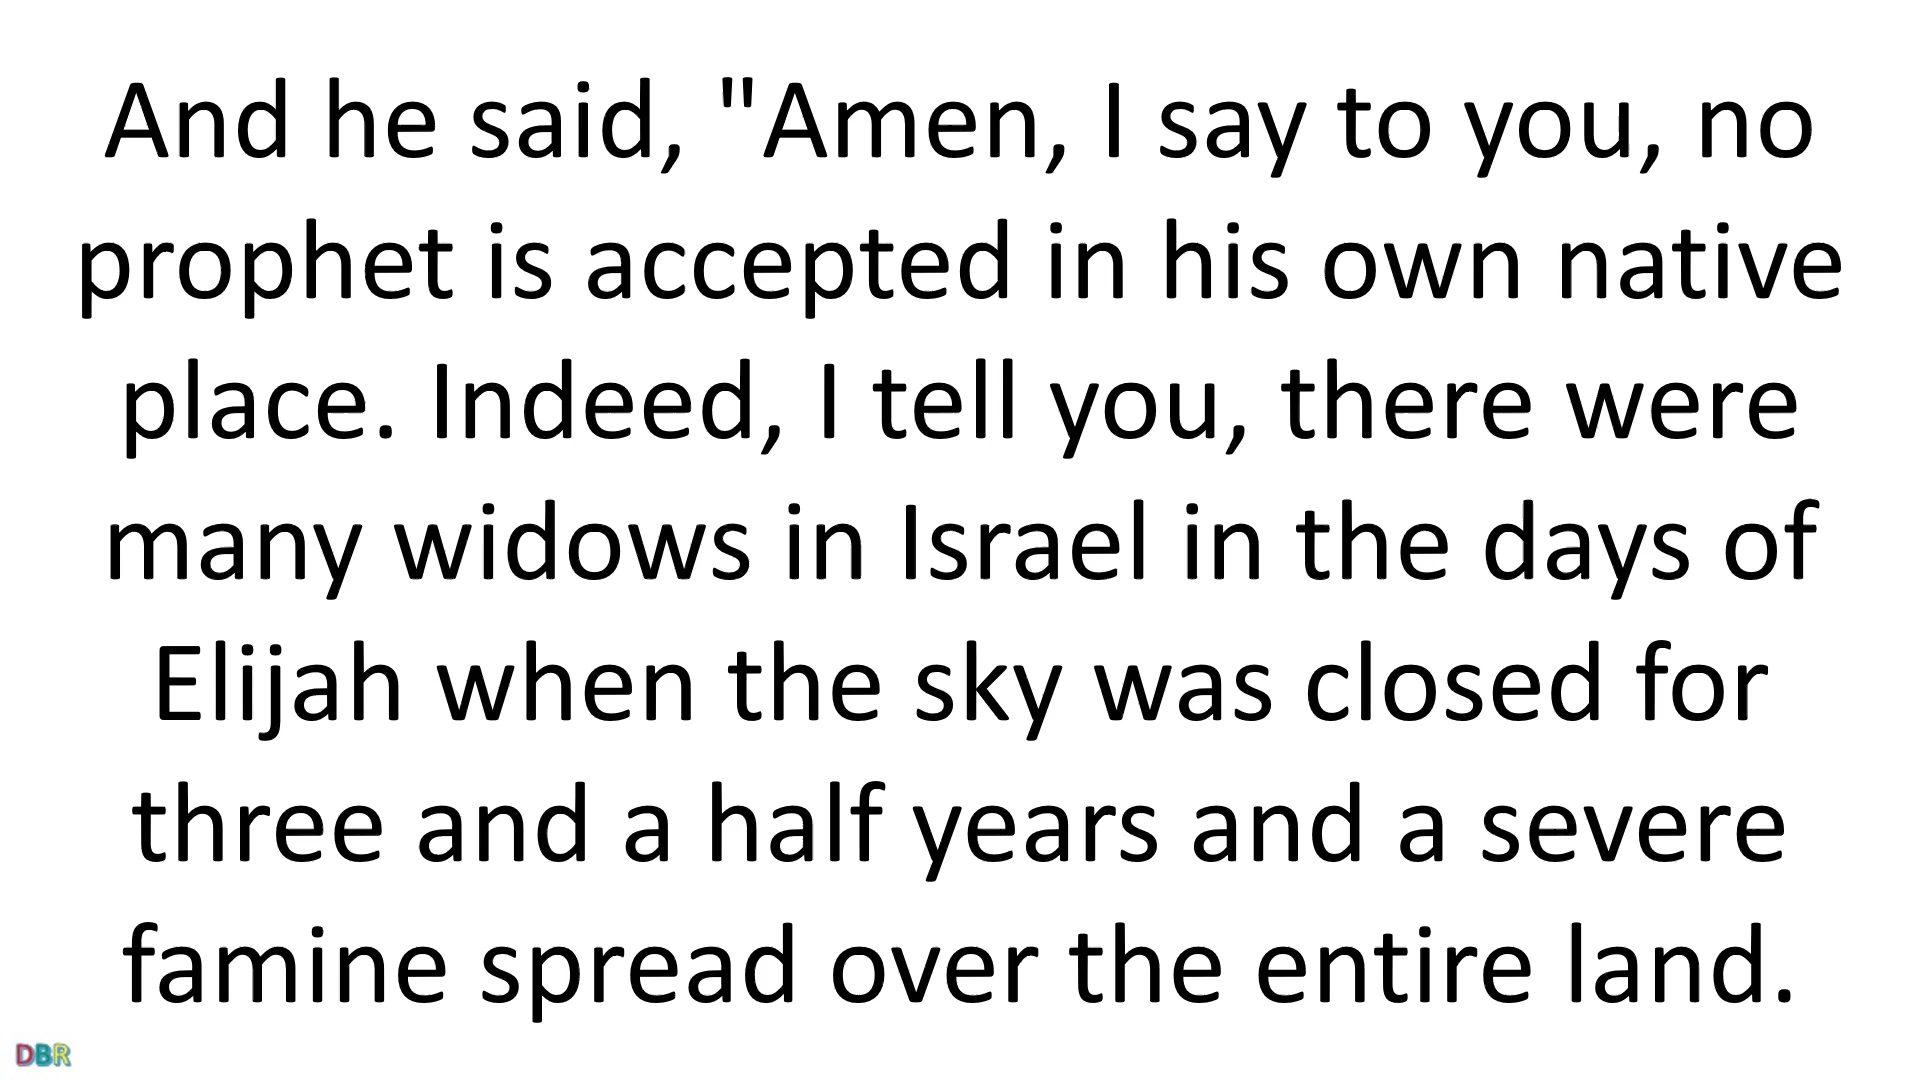 And he said, "Amen, I say to you, no
prophet is accepted in his own native
place. Indeed, I tell you, there were
many widows in Israel in the days of
Elijah when the sky was closed for
three and a half years and a severe
famine spread over the entire land.
DBR